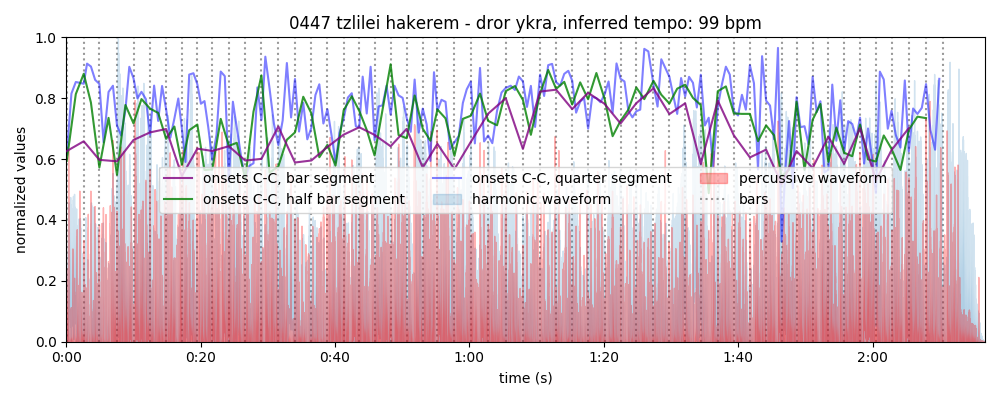 0447 tzlilei hakerem - dror ykra, inferred tempo: 99 bpm
normalized values
1.0
0.8
0.6
0.4
0.2
0.0
onsets C-C, bar segment
onsets C-C, half bar segment
onsets C-C, quarter segment
harmonic waveform
percussive waveform
bars
0:00 0:20 0:40 1:00 1:20 1:40 2:00
time (s)